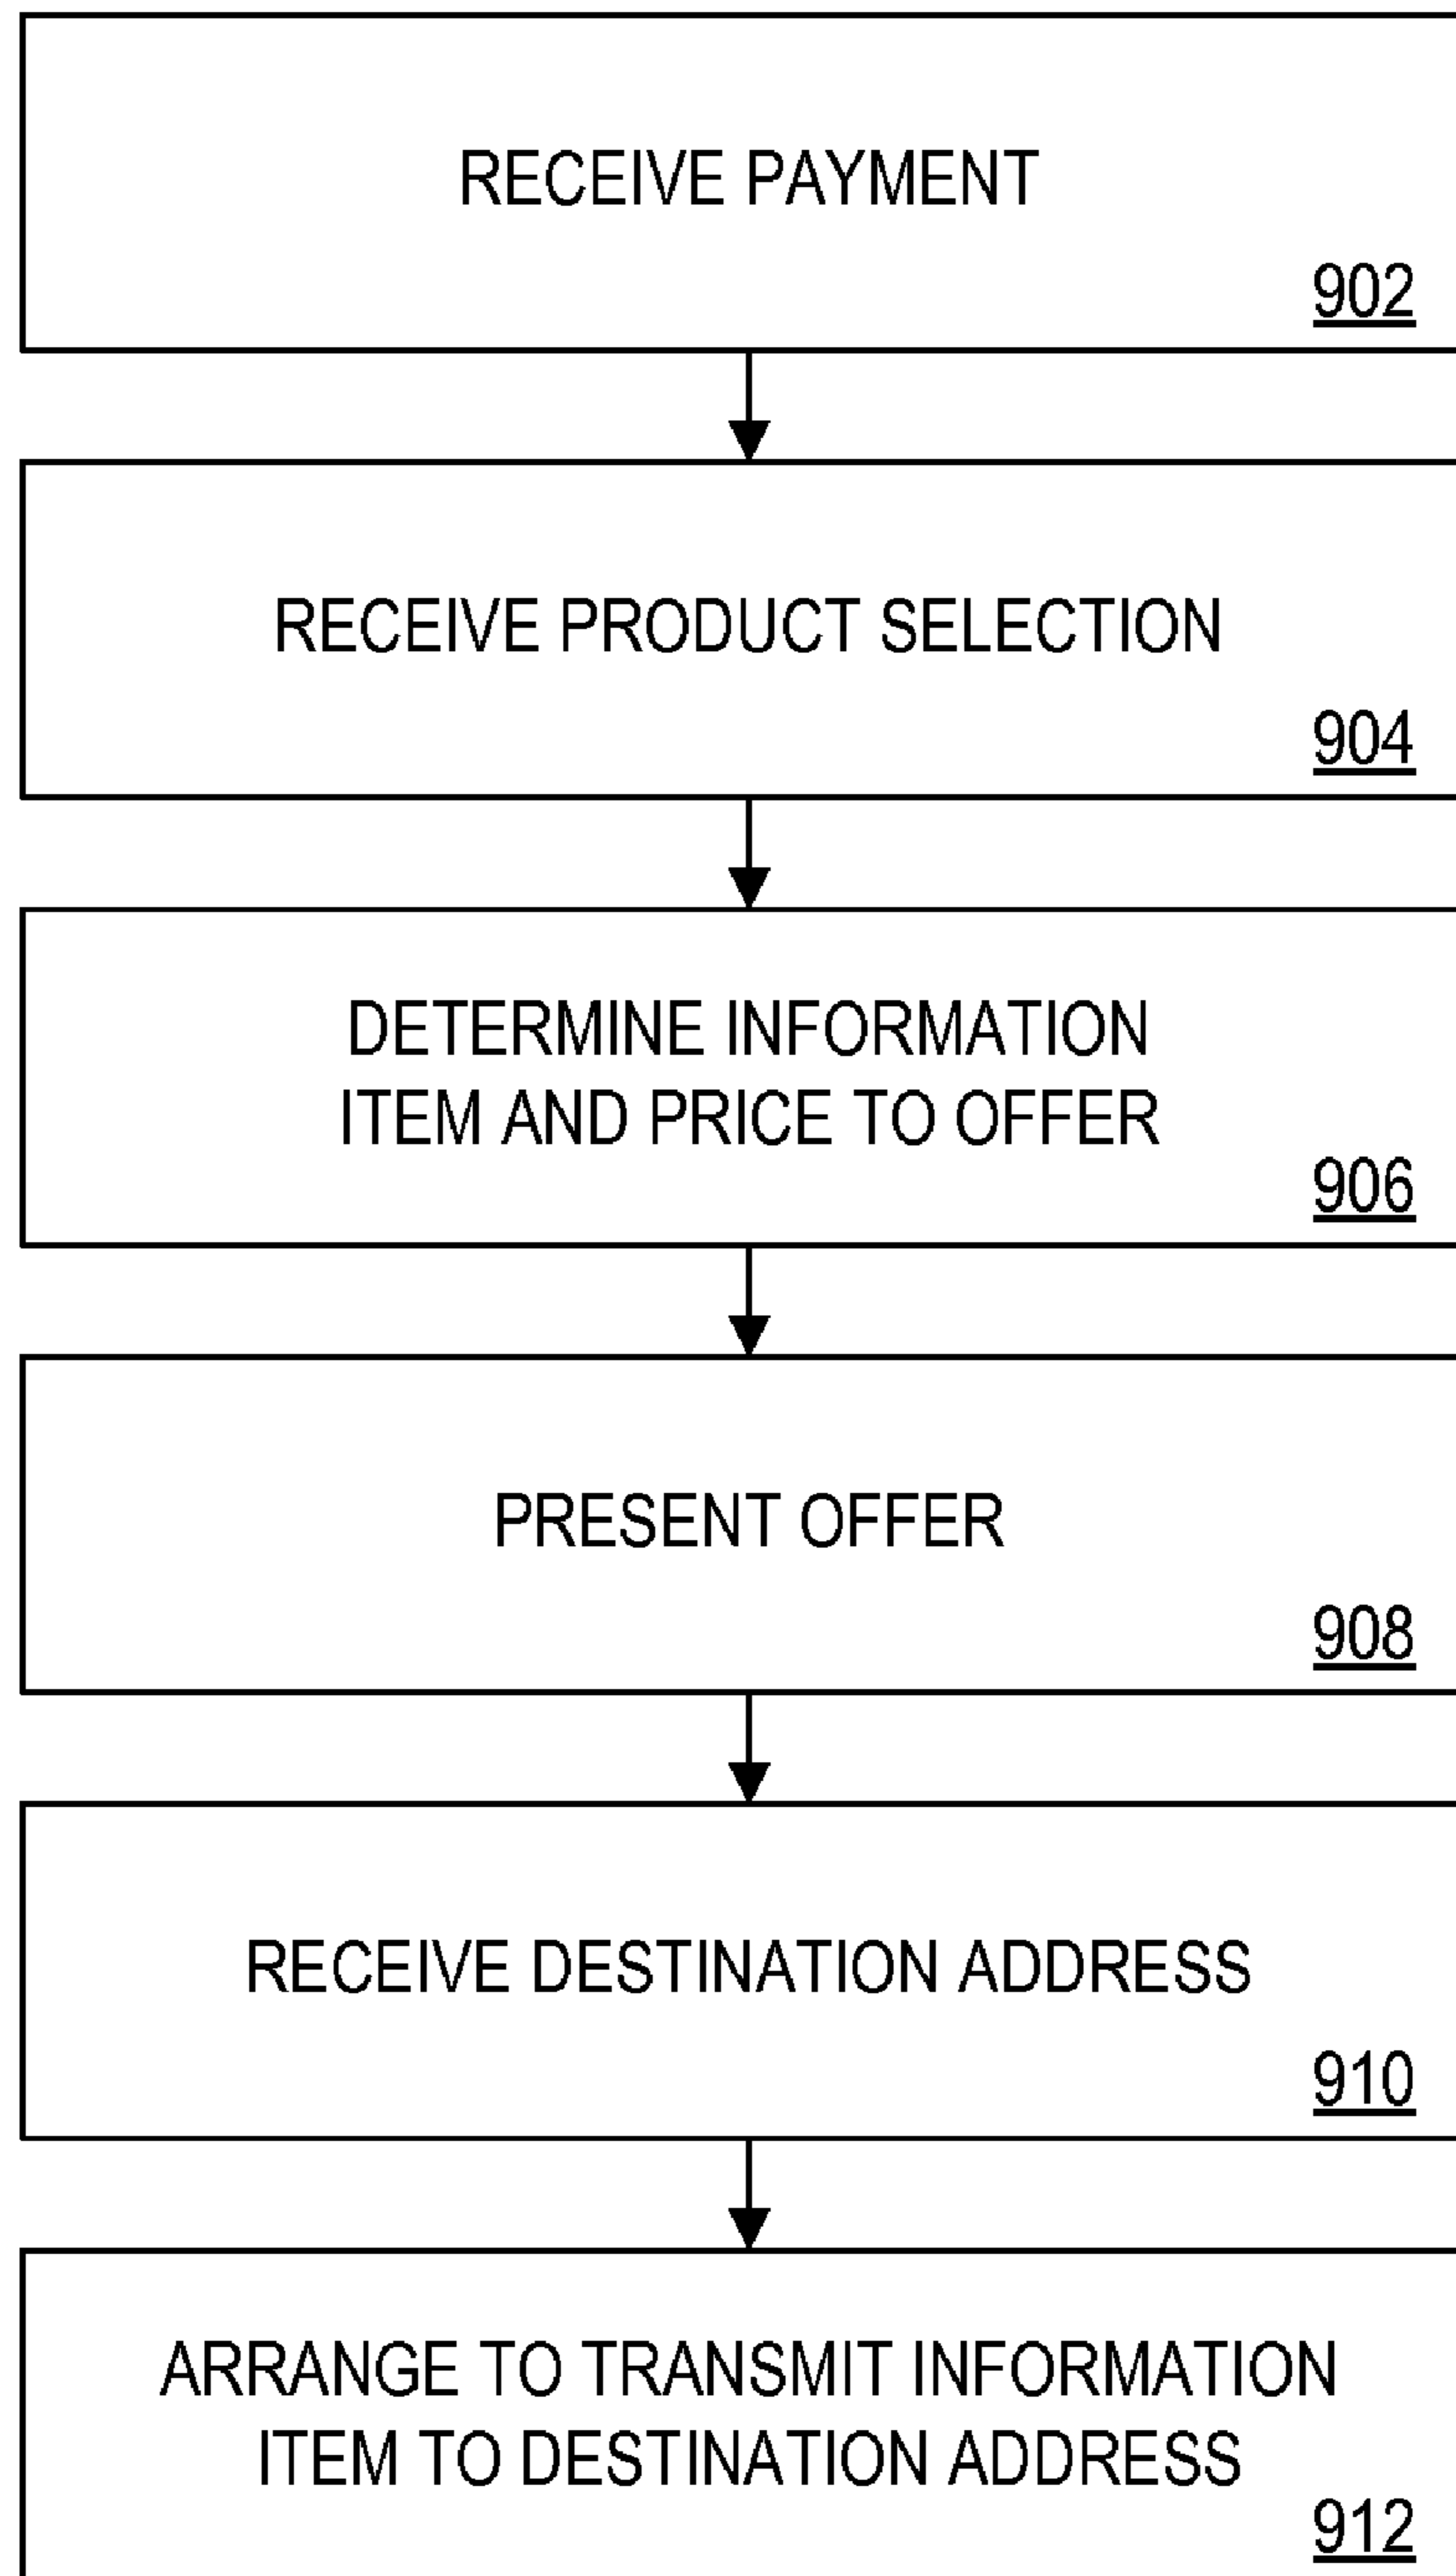 RECEIVE PAYMENT
902
RECEIVE PRODUCT SELECTION
904
DETERMINE INFORMATION
ITEM AND PRICE TO OFFER
906
PRESENT OFFER
908
RECEIVE DESTINATION ADDRESS
910
ARRANGE TO TRANSMIT INFORMATION
ITEM TO DESTINATION ADDRESS
912